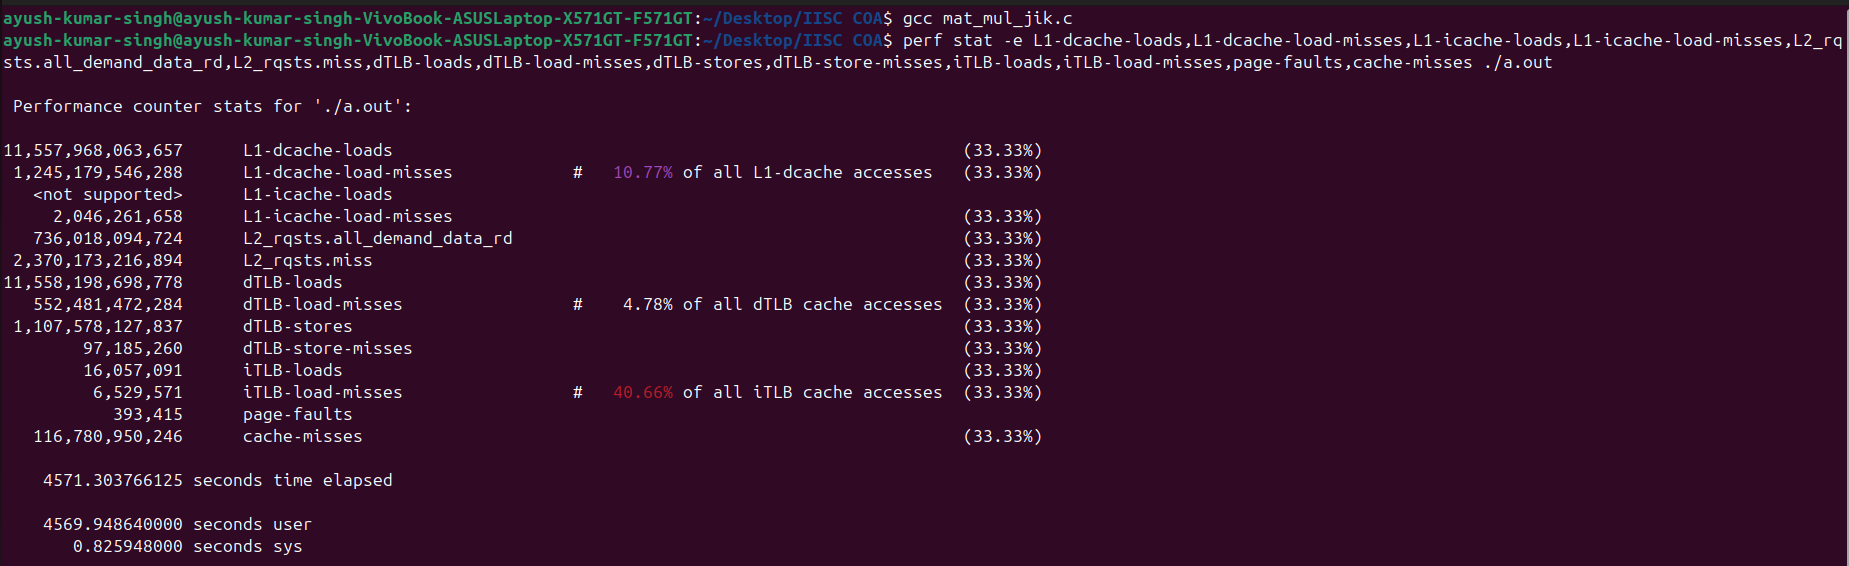 ayush-kumar-singh@ayush-kumar-singh-VivoBook-ASUSLaptop-X571GT-F571GT:~/Desktop/IISC COA$ gcc mat_mul_jik.c
ayush-kumar-singh@ayush-kumar-singh-VivoBook-ASUSLaptop-X571GT-F571GT:~/Desktop/IISC COA$ perf stat -e L1-dcache-loads,L1-dcache-load-misses,L1-icache-loads,L1-icache-load-misses,L2_rq
sts.all_demand_data_rd,L2_rqsts.miss,dTLB-loads,dTLB-load-misses,dTLB-stores,dTLB-store-misses,iTLB-loads,iTLB-load-misses,page-faults,cache-misses ./a.out
Performance counter stats for './a.out':
11,557,968,063,657 L1-dcache-loads (33.33%)
1,245,179,546,288 L1-dcache-load-misses # 10.77% of all L1-dcache accesses (33.33%)
<not supported> L1-icache-loads
2,046,261,658 L1-icache-load-misses (33.33%)
736,018,094,724 L2_rqsts.all_demand_data_rd (33.33%)
2,370,173,216,894 L2_rqsts.miss (33.33%)
11,558,198,698,778 dTLB-loads (33.33%)
552,481,472,284 dTLB-load-misses # 4.78% of all dTLB cache accesses (33.33%)
1,107,578,127,837 dTLB-stores (33.33%)
97,185,260 dTLB-store-misses (33.33%)
16,057,091 iTLB-loads (33.33%)
6,529,571 iTLB-load-misses # 40.66% of all iTLB cache accesses (33.33%)
393,415 page-faults
116,780,950,246 cache-misses (33.33%)
4571.303766125 seconds time elapsed
4569.948640000 seconds user
0.825948000 seconds sys